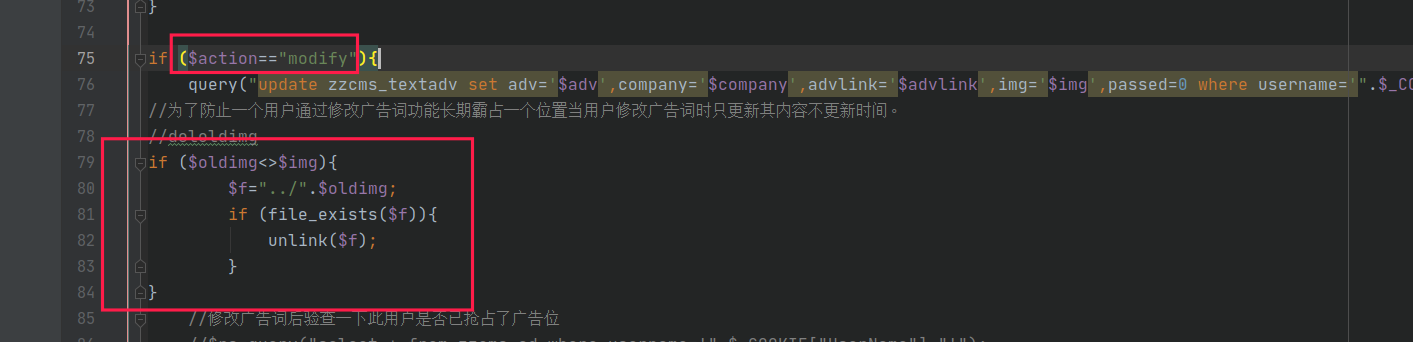 73 }
74
75 if ($action=="modify"){
76 query("update zzcms_textadv set adv='$adv',company='$company',advlink='$advlink',img='$img',passed=0 where username='".$_CO
77 //为了防止一个用户通过修改广告词功能长期霸占一个位置当用户修改广告词时只更新其内容不更新时间。
78 //deloldimg
79 if ($oldimg<>$img){
80 $f="../".$oldimg;
81 if (file_exists($f)){
82 unlink($f);
83 }
84 }
85 //修改广告词后验查一下此用户是否已抢占了广告位